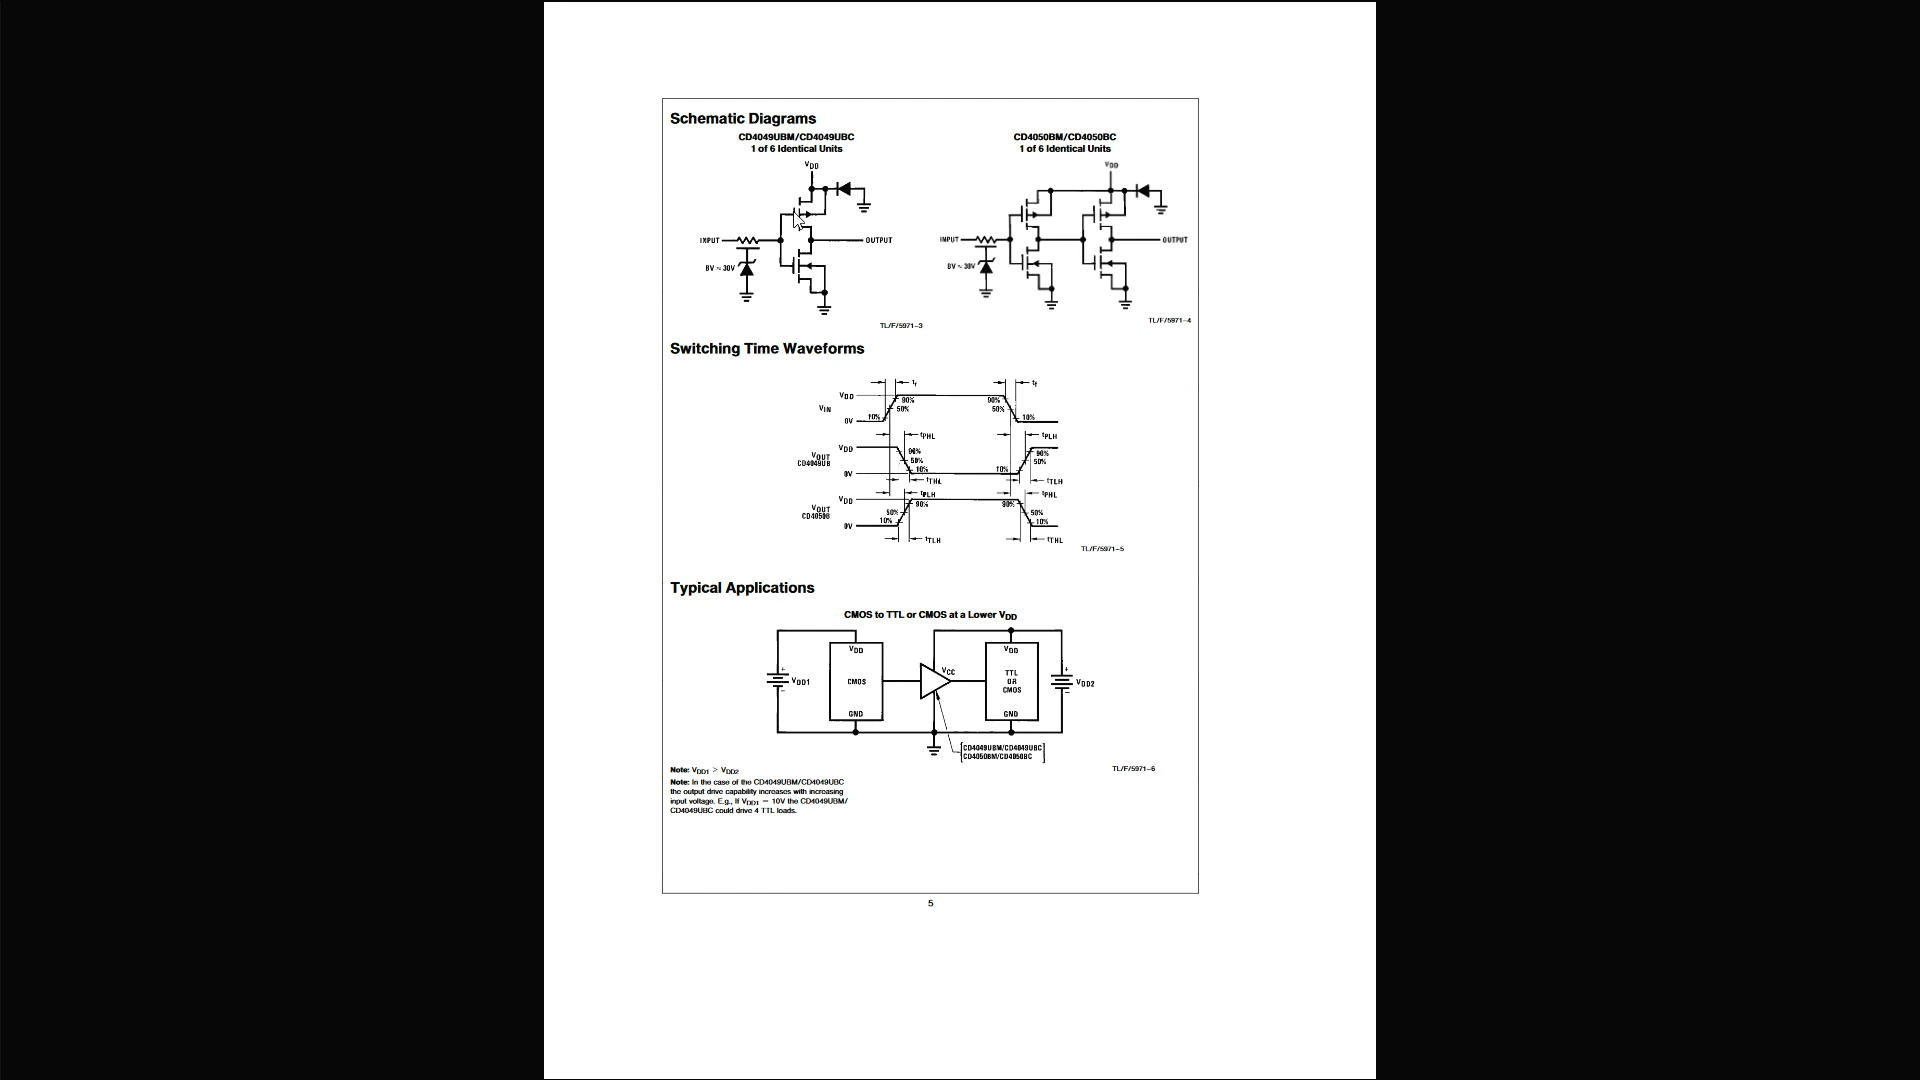 Schematic Diagrams
CD4049UBM/CD4049UBC
1 of 6 Identical Units
VDD
INPUT
OUTPUT
BV ≈ 30V
TL/F/5971–3
CD4050BM/CD4050BC
1 of 6 Identical Units
VDD
INPUT
OUTPUT
BV ≈ 30V
TL/F/5971–4
Switching Time Waveforms
tr
tf
VDD
VIN
0V
10%
50%
90%
90%
50%
10%
tPHL
tPLH
VDD
VOUT
CD4049UB
0V
90%
50%
10%
10%
90%
50%
tTHL
tTLH
tPLH
tPHL
VDD
VOUT
CD4050B
0V
90%
50%
10%
90%
50%
10%
tTLH
tTHL
TL/F/5971–5
Typical Applications
CMOS to TTL or CMOS at a Lower VDD
VDD
VCC
VDD
+
VDD1
−
CMOS
TTL
OR
CMOS
+
VDD2
−
GND
GND
CD4049UBM/CD4049UBC
CD4050BM/CD4050BC
TL/F/5971–6
Note: VDD1 > VDD2
Note: In the case of the CD4049UBM/CD4049UBC
the output drive capability increases with increasing
input voltage. E.g., If VDD1 = 10V the CD4049UBM/
CD4049UBC could drive 4 TTL loads.
5